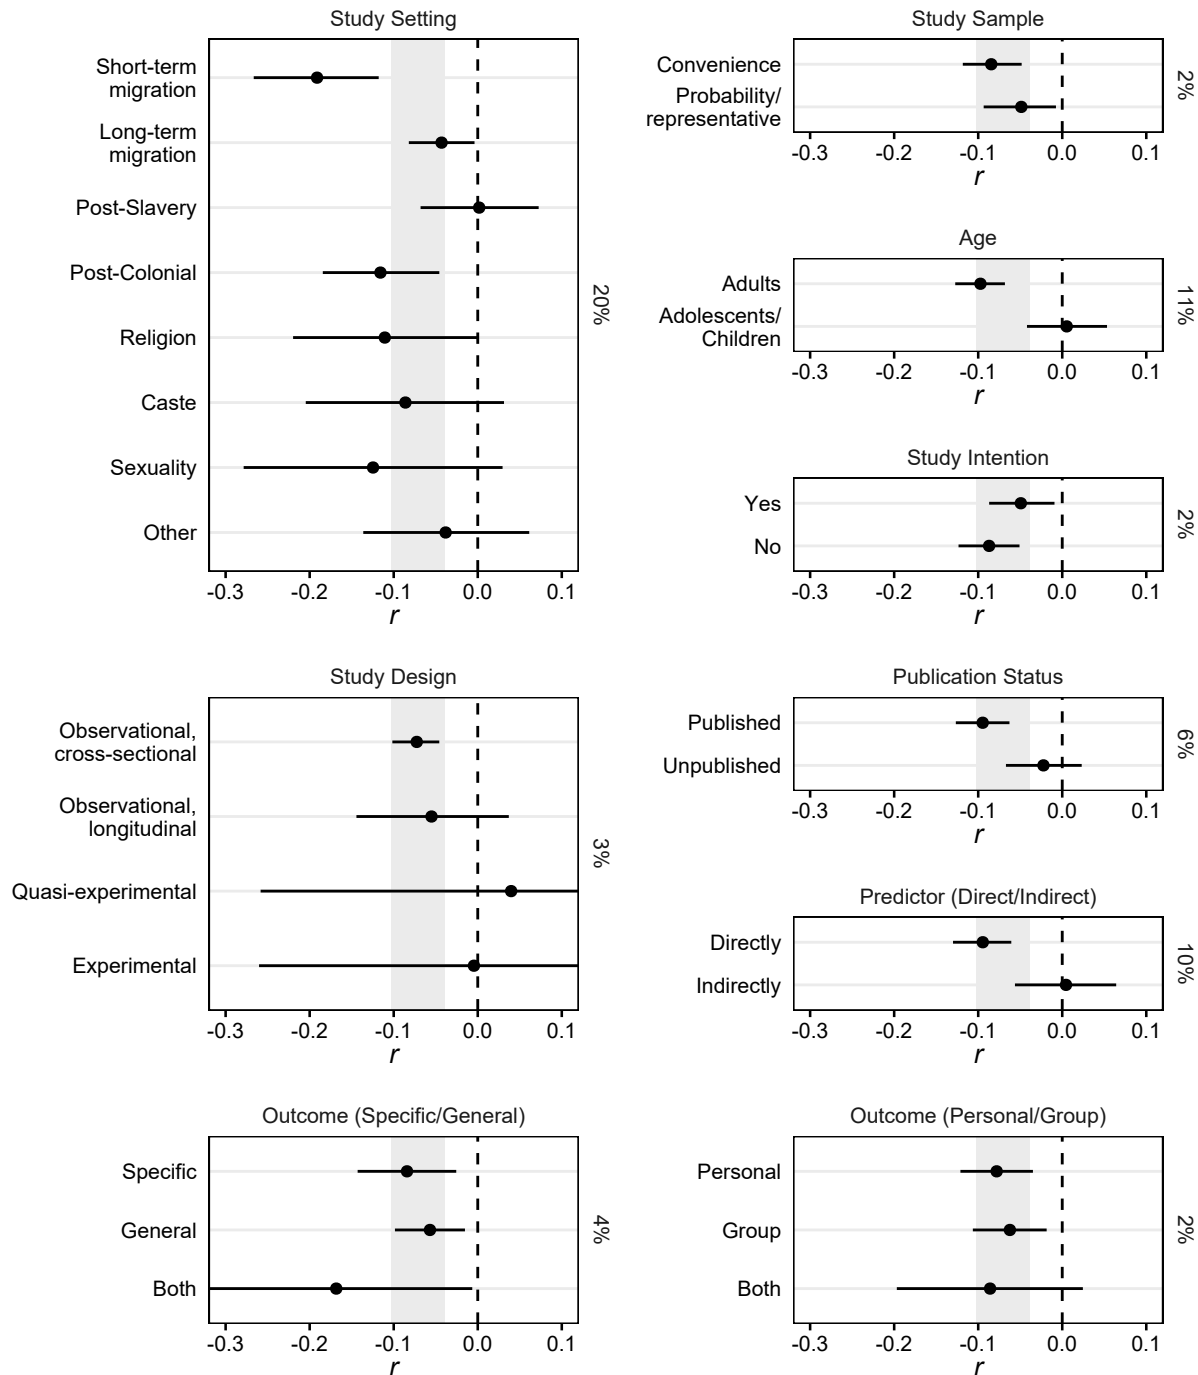 Study Setting
Short-term
migration
Long-term
migration
Post-Slavery
Post-Colonial
Religion
Caste
Sexuality
Other
20%
-0.3 -0.2 -0.1 0.0 0.1
r
Study Design
Observational,
cross-sectional
Observational,
longitudinal
Quasi-experimental
Experimental
3%
-0.3 -0.2 -0.1 0.0 0.1
r
Outcome (Specific/General)
Specific
General
Both
4%
-0.3 -0.2 -0.1 0.0 0.1
r
Study Sample
Convenience
Probability/
representative
2%
-0.3 -0.2 -0.1 0.0 0.1
r
Age
Adults
Adolescents/
Children
11%
-0.3 -0.2 -0.1 0.0 0.1
r
Study Intention
Yes
No
2%
-0.3 -0.2 -0.1 0.0 0.1
r
Publication Status
Published
Unpublished
6%
-0.3 -0.2 -0.1 0.0 0.1
r
Predictor (Direct/Indirect)
Directly
Indirectly
10%
-0.3 -0.2 -0.1 0.0 0.1
r
Outcome (Personal/Group)
Personal
Group
Both
2%
-0.3 -0.2 -0.1 0.0 0.1
r